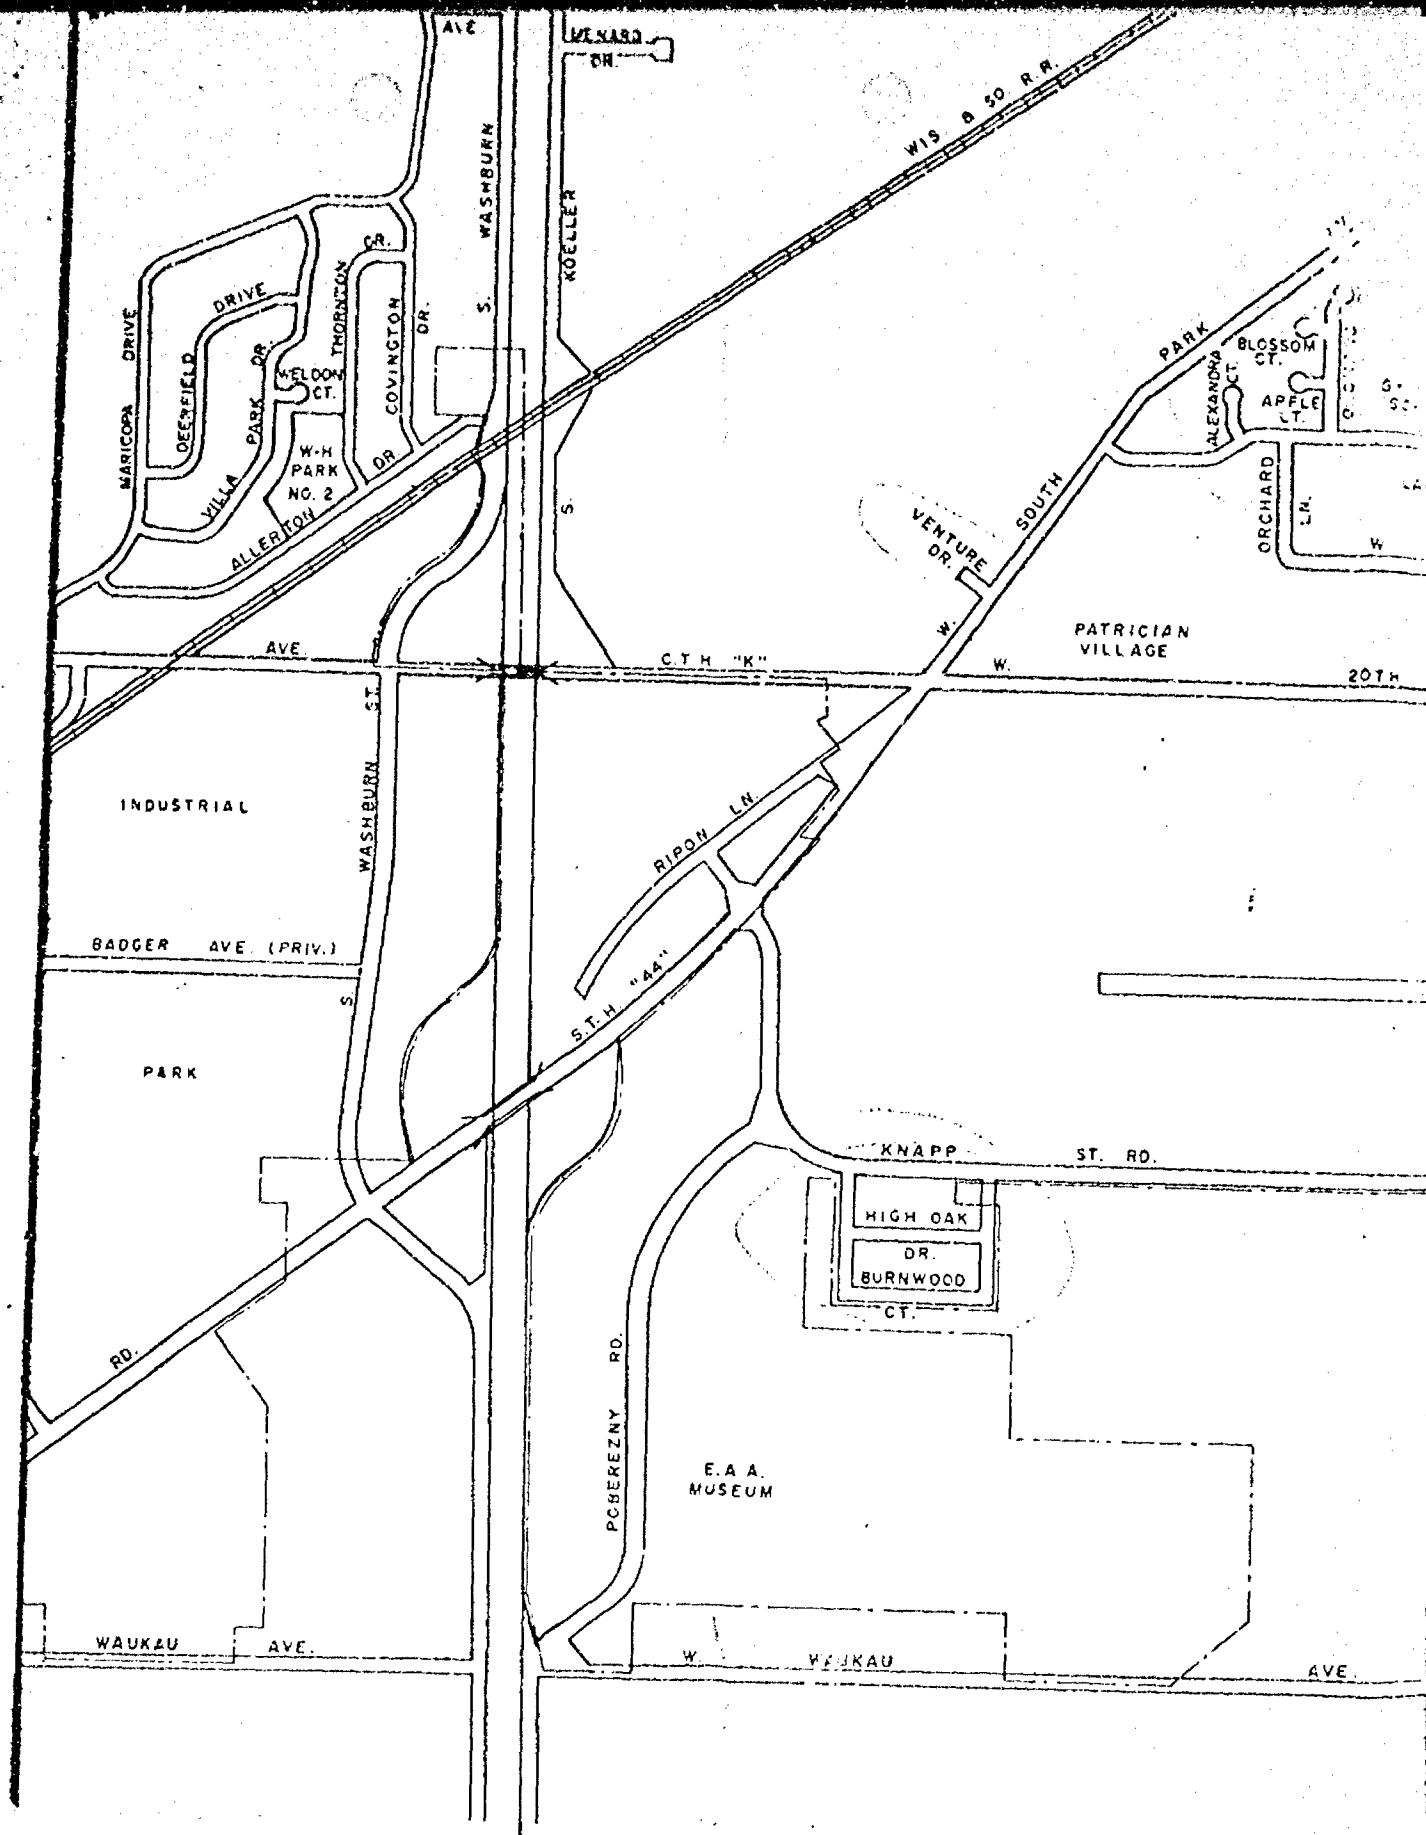 AVE
DR.
WIS & SO. R.R.
S. WASHBURN
S. KOELLER
MARICOPA DRIVE
DEERFIELD DRIVE
VILLA PARK DR.
THORNTON DR.
COVINGTON DR.
WELDON
CT.
W-H
PARK
NO. 2
ALLERTON DR.
W. SOUTH PARK
ALEXANDRA CT.
BLOSSOM
CT.
APPLE
CT.
ORCHARD LN.
W
VENTURE
DR.
PATRICIAN
VILLAGE
AVE.
C.T.H "K"
W.
20TH
S. WASHBURN ST.
INDUSTRIAL
RIPON LN.
BADGER AVE. (PRIV.)
S.T.H. "44"
PARK
KNAPP ST. RD.
HIGH OAK
DR.
BURNWOOD
CT.
RD.
POBEREZNY RD.
E.A.A.
MUSEUM
WAUKAU AVE.
W. WAUKAU AVE.